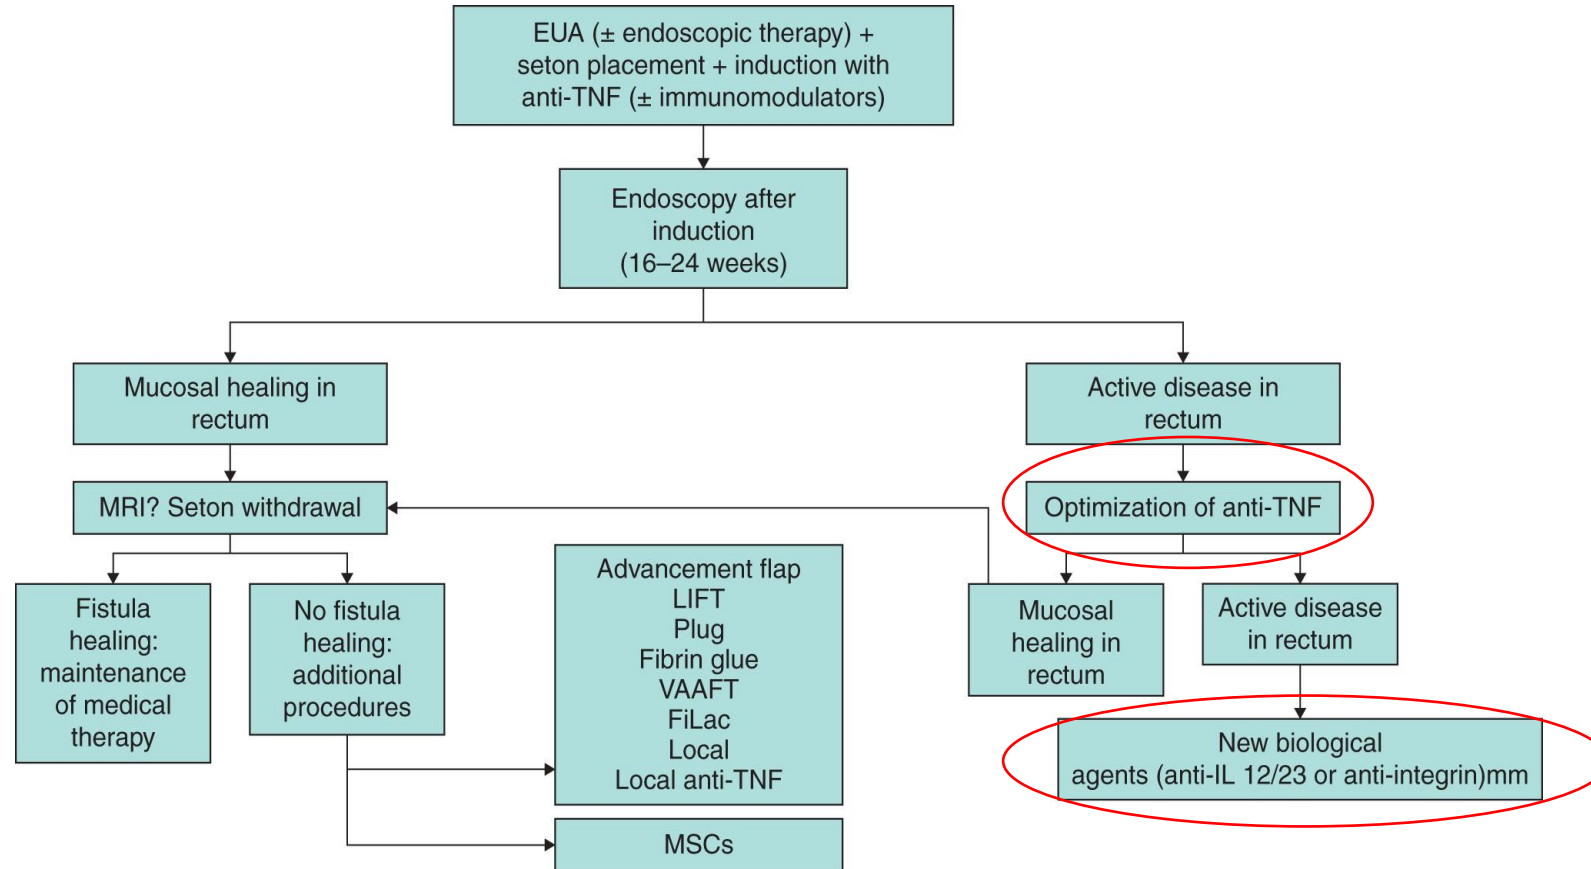 EUA (± endoscopic therapy) +
seton placement + induction with
anti-TNF (± immunomodulators)
Endoscopy after
induction
(16–24 weeks)
Mucosal healing in
rectum
Active disease in
rectum
MRI? Seton withdrawal
Optimization of anti-TNF
Fistula
healing:
maintenance
of medical
therapy
No fistula
healing:
additional
procedures
Advancement flap
LIFT
Plug
Fibrin glue
VAAFT
FiLac
Local
Local anti-TNF
MSCs
Mucosal
healing in
rectum
Active disease
in rectum
New biological
agents (anti-IL 12/23 or anti-integrin)mm